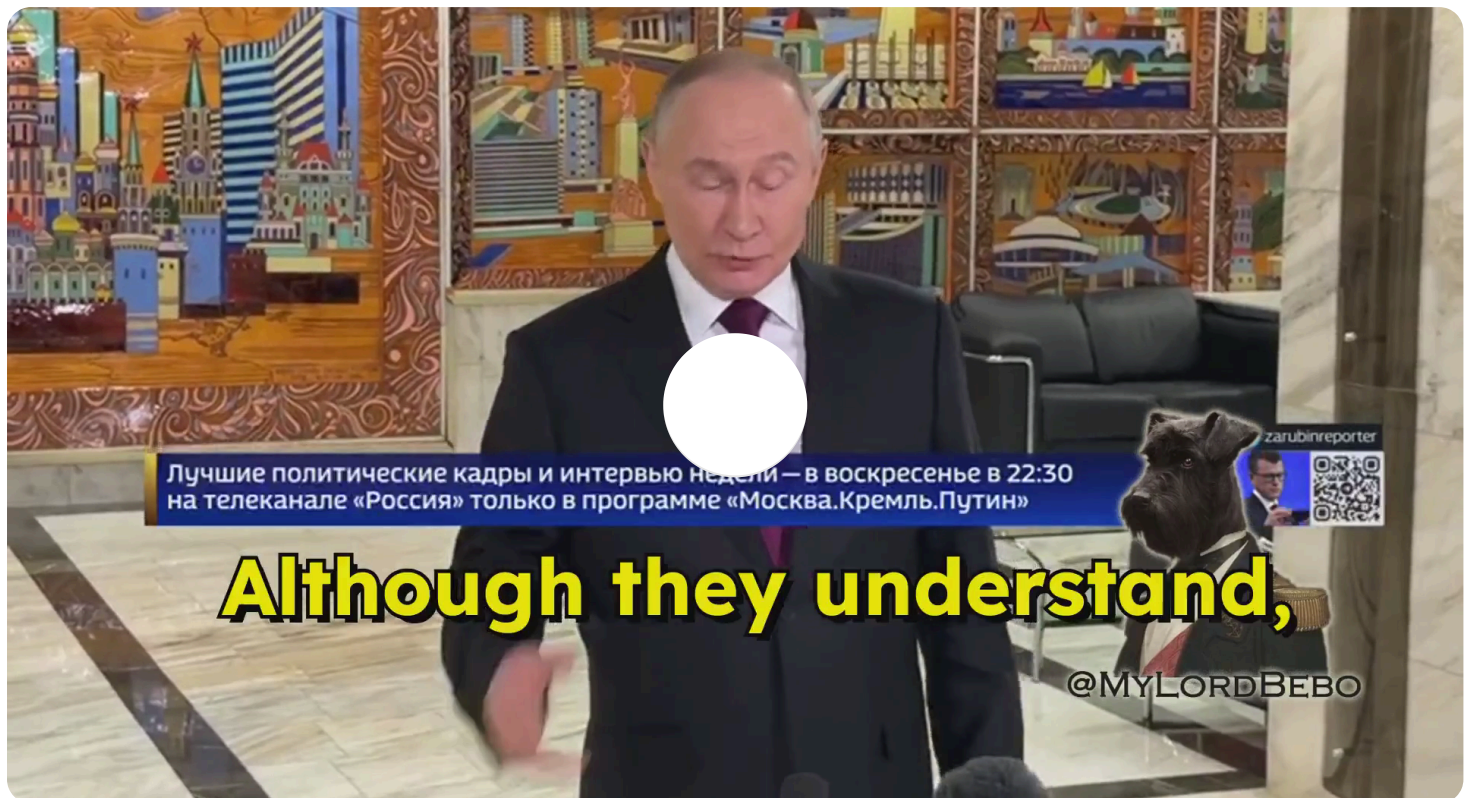 zarubinreporter
Лучшие политические кадры и интервью недели — в воскресенье в 22:30
на телеканале «Россия» только в программе «Москва.Кремль.Путин»
Although they understand,
@MyLordBebo